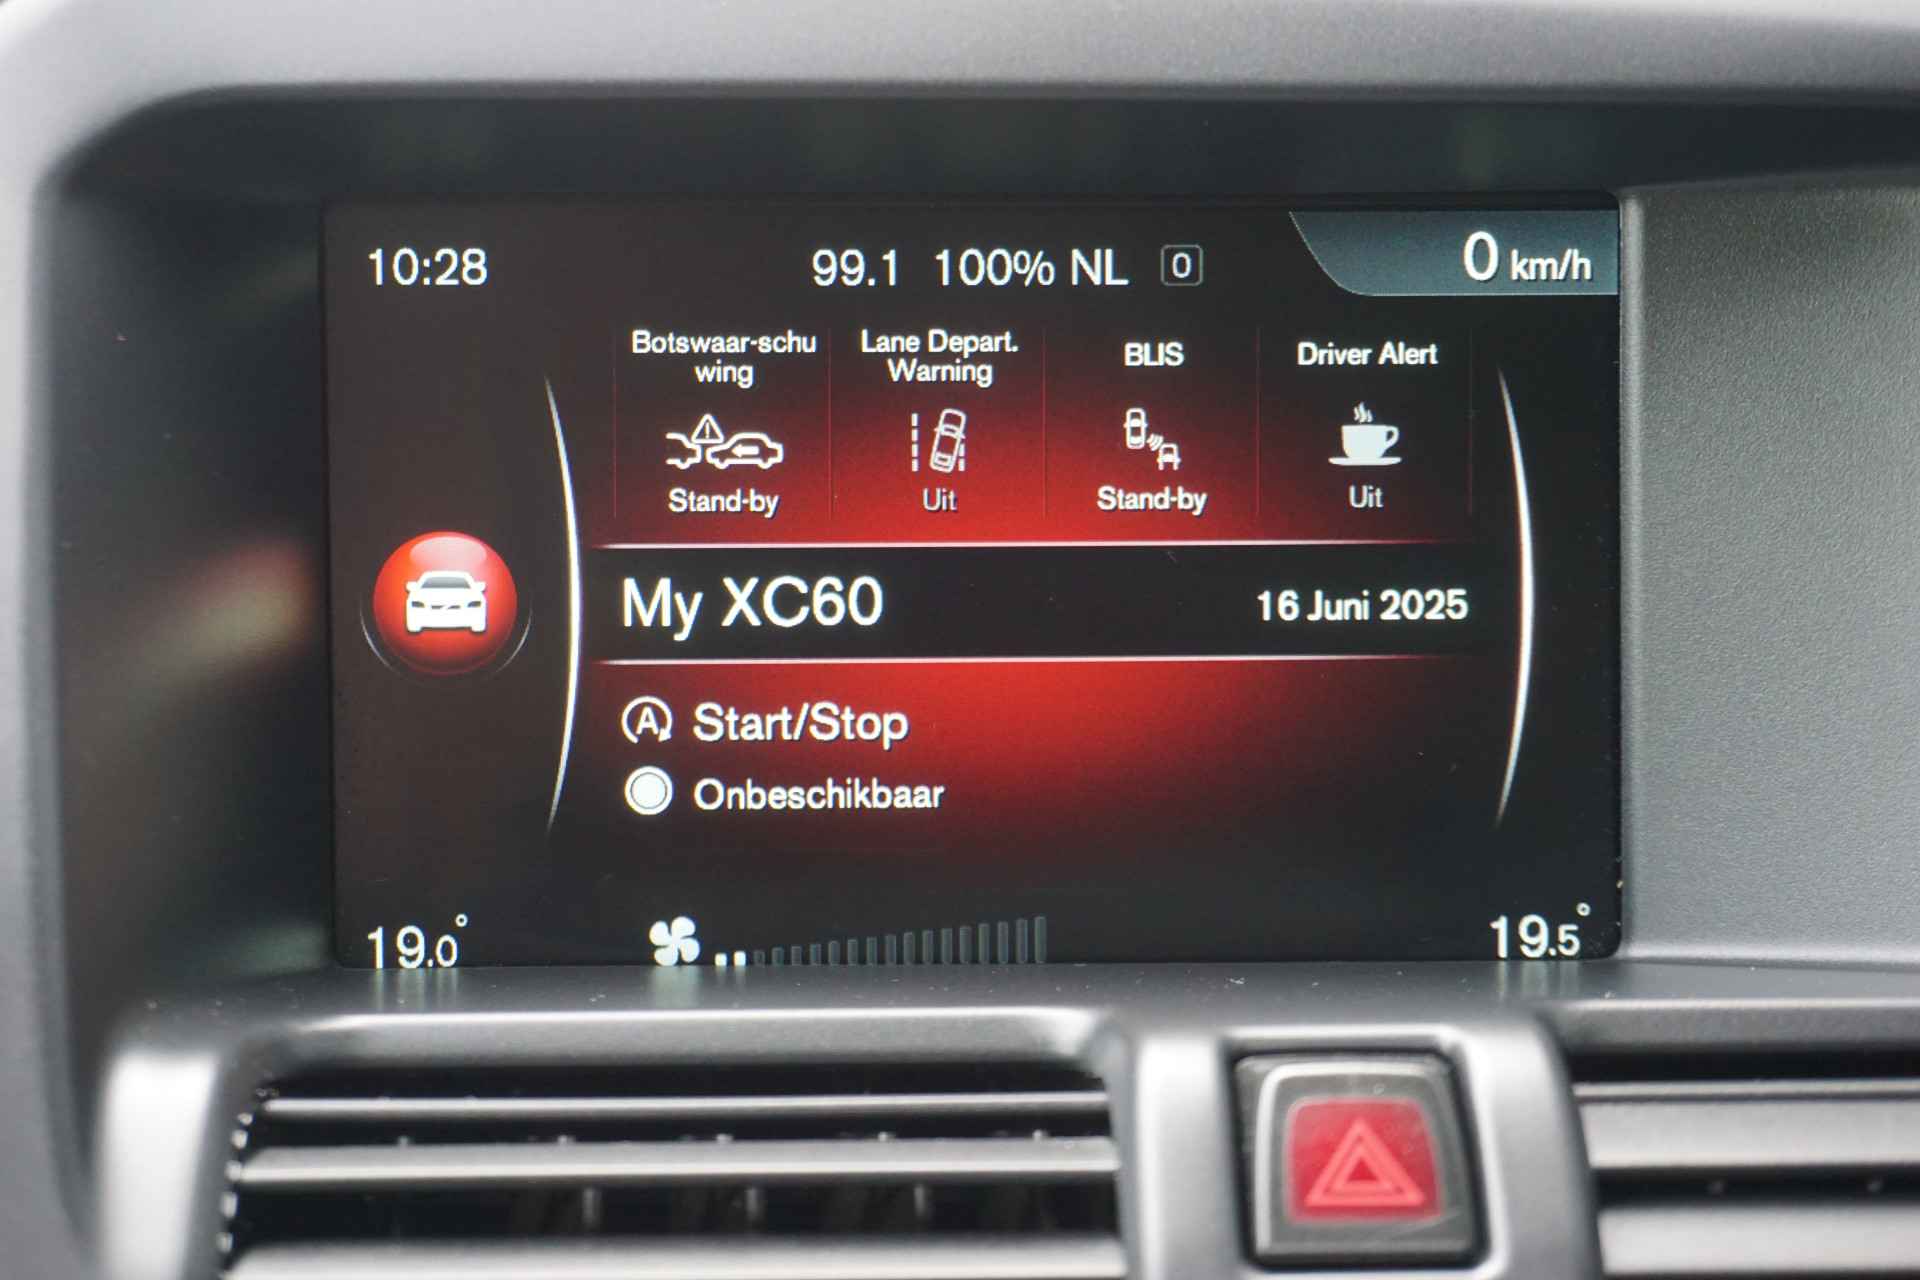 10:28 99.1 100% NL 0 0 km/h
Botswaar-schu
wing
Lane Depart.
Warning
BLIS
Driver Alert
Stand-by Uit Stand-by Uit
My XC60 16 Juni 2025
A Start/Stop
Onbeschikbaar
19.0° 19.5°